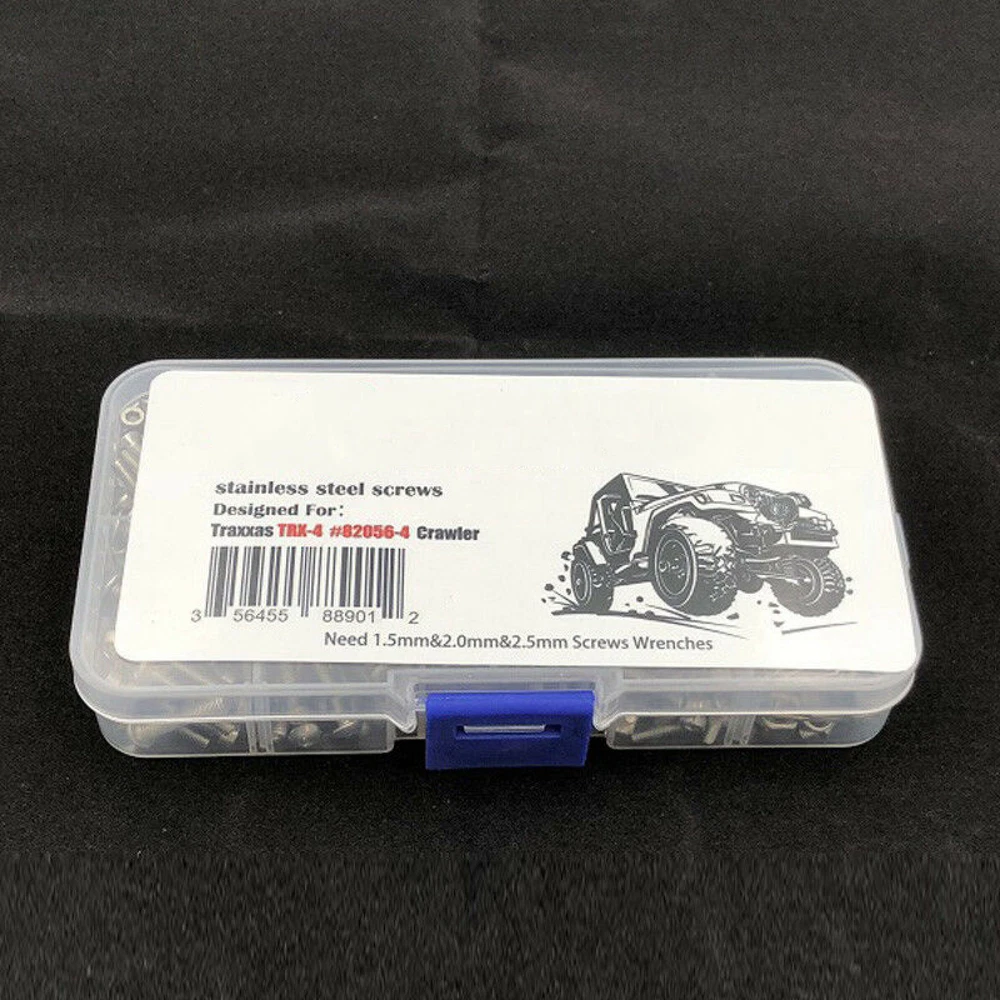 stainless steel screws
Designed For:
Traxxas TRX-4 #82056-4 Crawler
3 56455 88901 2
Need 1.5mm&2.0mm&2.5mm Screws Wrenches